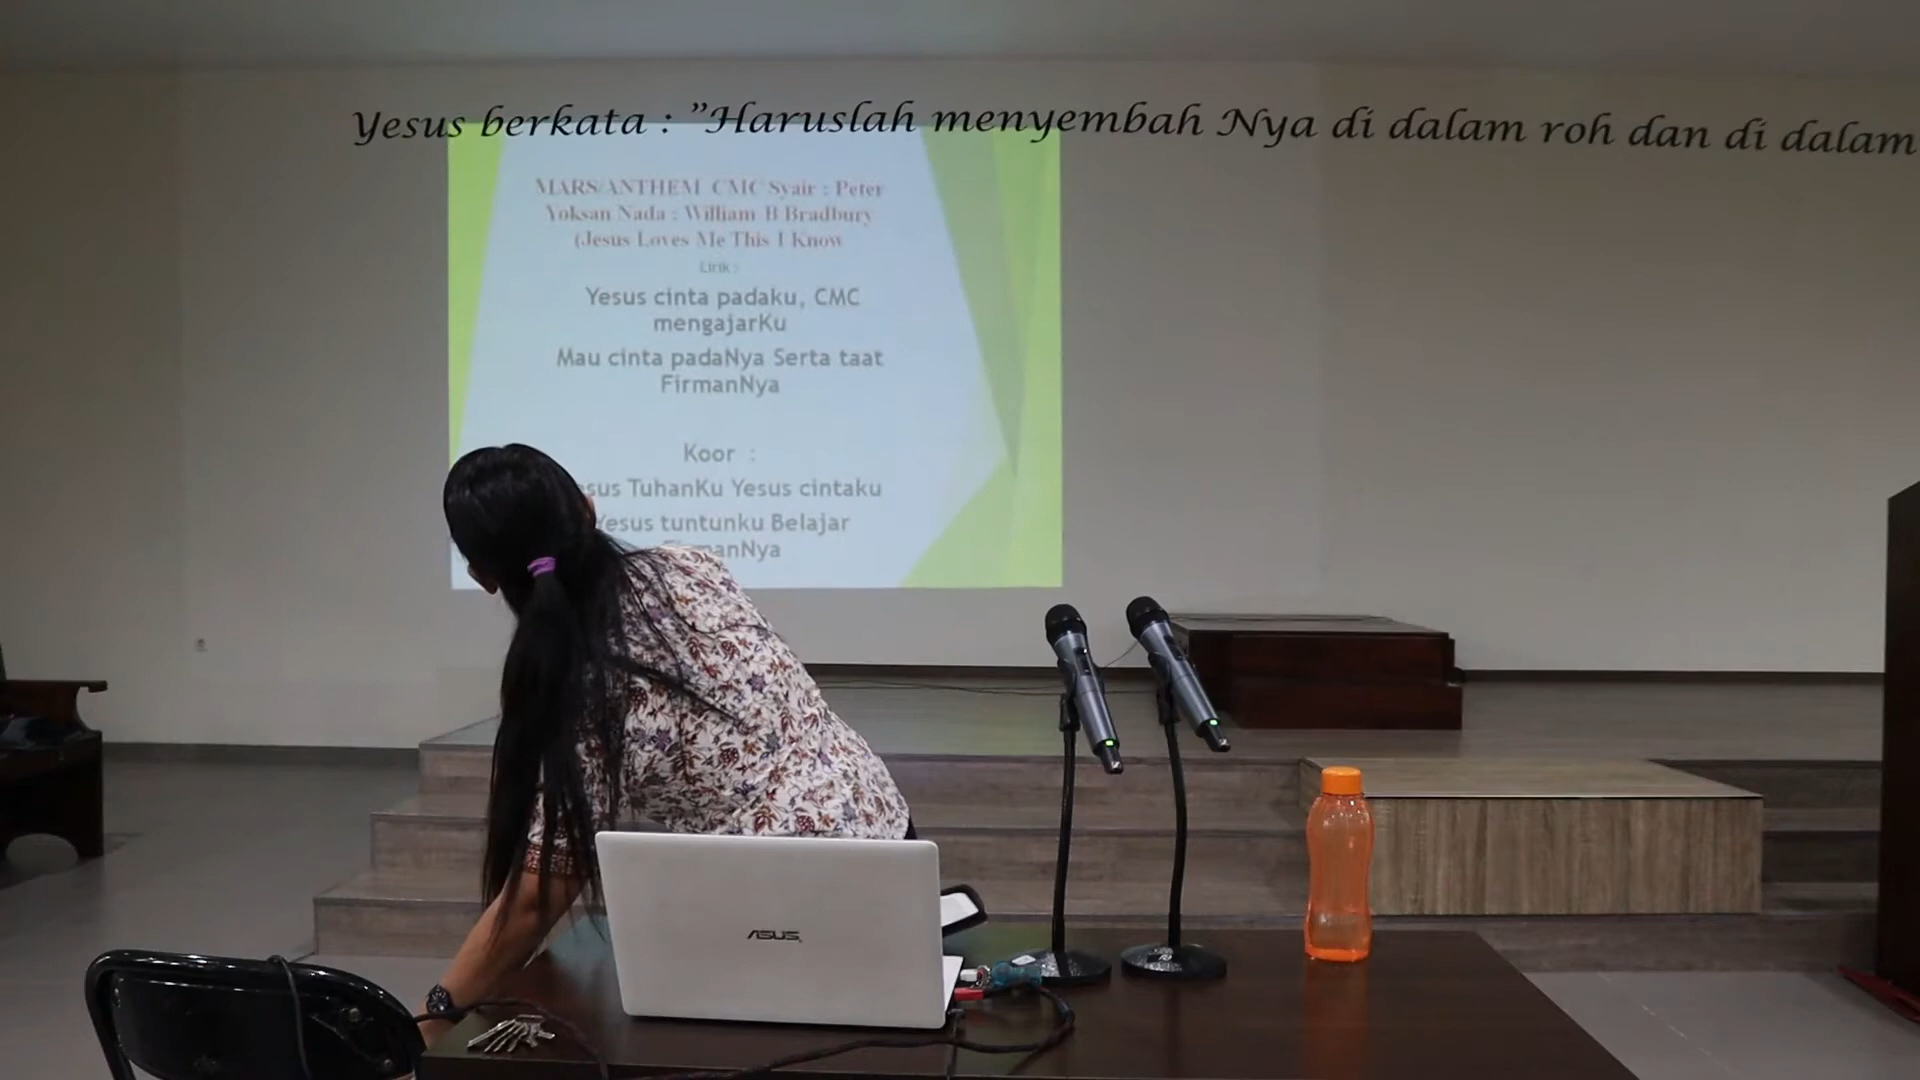 Yesus berkata : "Haruslah menyembah Nya di dalam roh dan di dalam
MARS/ANTHEM CMC Syair : Peter
Yoksan Nada : William B Bradbury
(Jesus Loves Me This I Know
Lirik :
Yesus cinta padaku, CMC
mengajarKu
Mau cinta padaNya Serta taat
FirmanNya
Koor :
TuhanKu Yesus cintaku
Yesus tuntunku Belajar
FirmanNya
ASUS